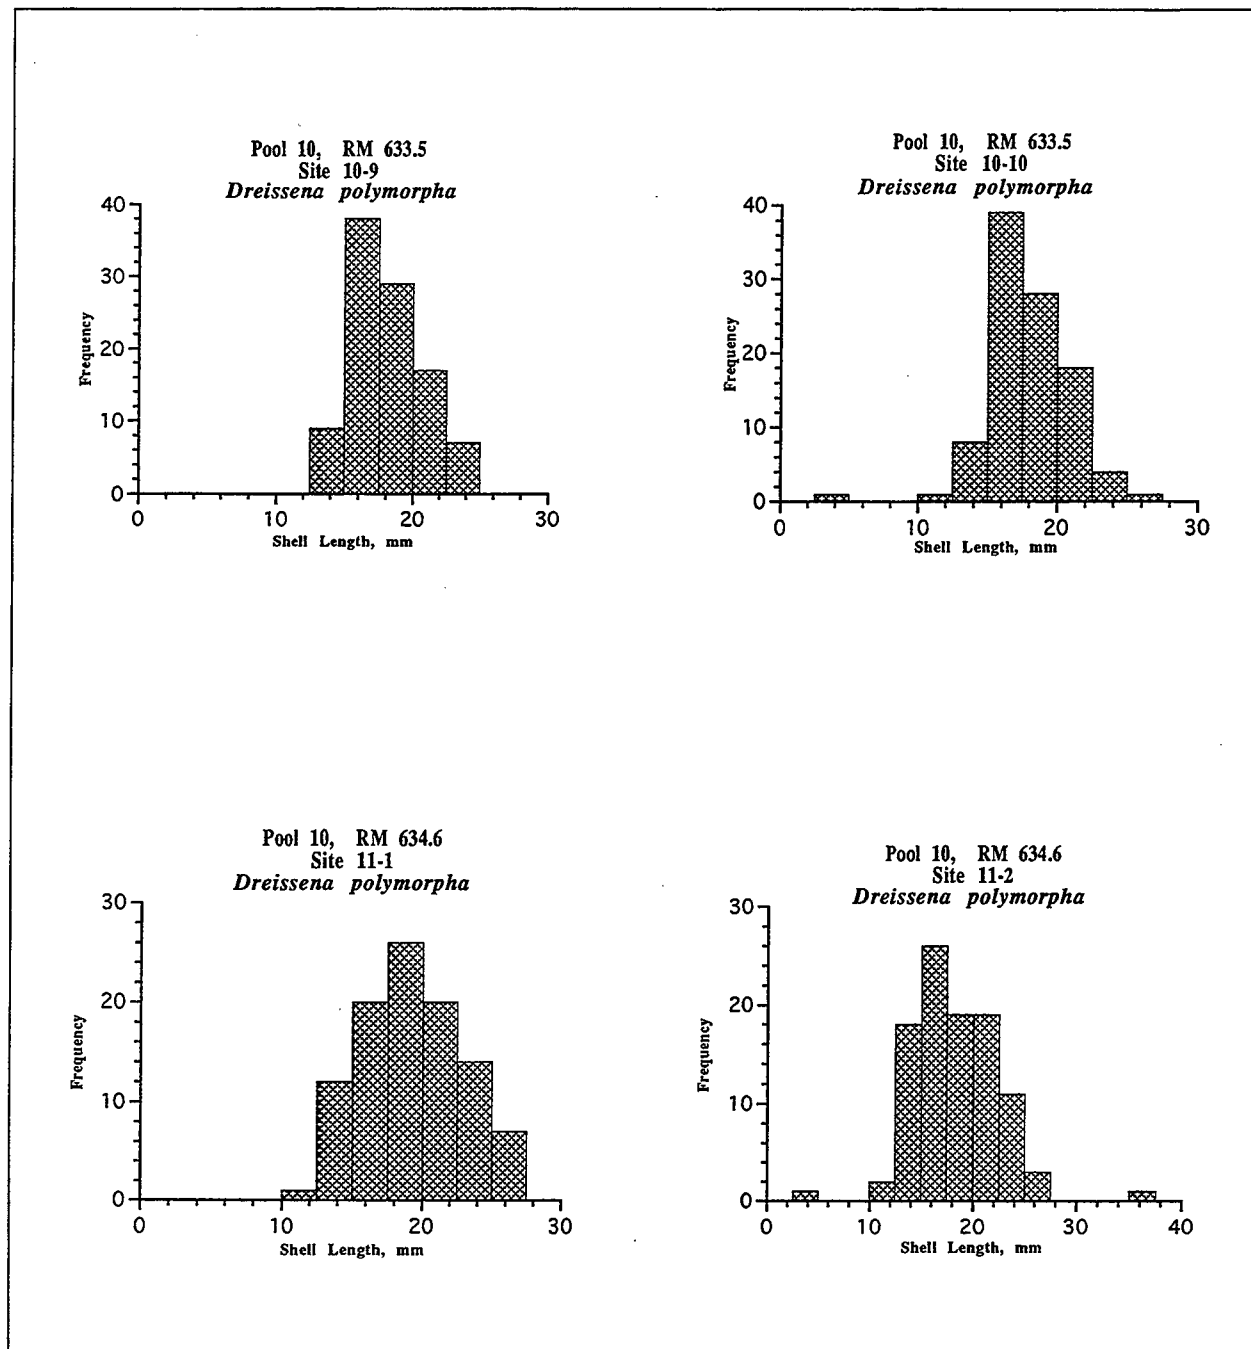 Pool 10, RM 633.5
Site 10-9
Dreissena polymorpha
40
30
20
10
0
Frequency
0 10 20 30
Shell Length, mm
Pool 10, RM 633.5
Site 10-10
Dreissena polymorpha
40
30
20
10
0
Frequency
0 10 20 30
Shell Length, mm
Pool 10, RM 634.6
Site 11-1
Dreissena polymorpha
30
20
10
0
Frequency
0 10 20 30
Shell Length, mm
Pool 10, RM 634.6
Site 11-2
Dreissena polymorpha
30
20
10
0
Frequency
0 10 20 30 40
Shell Length, mm